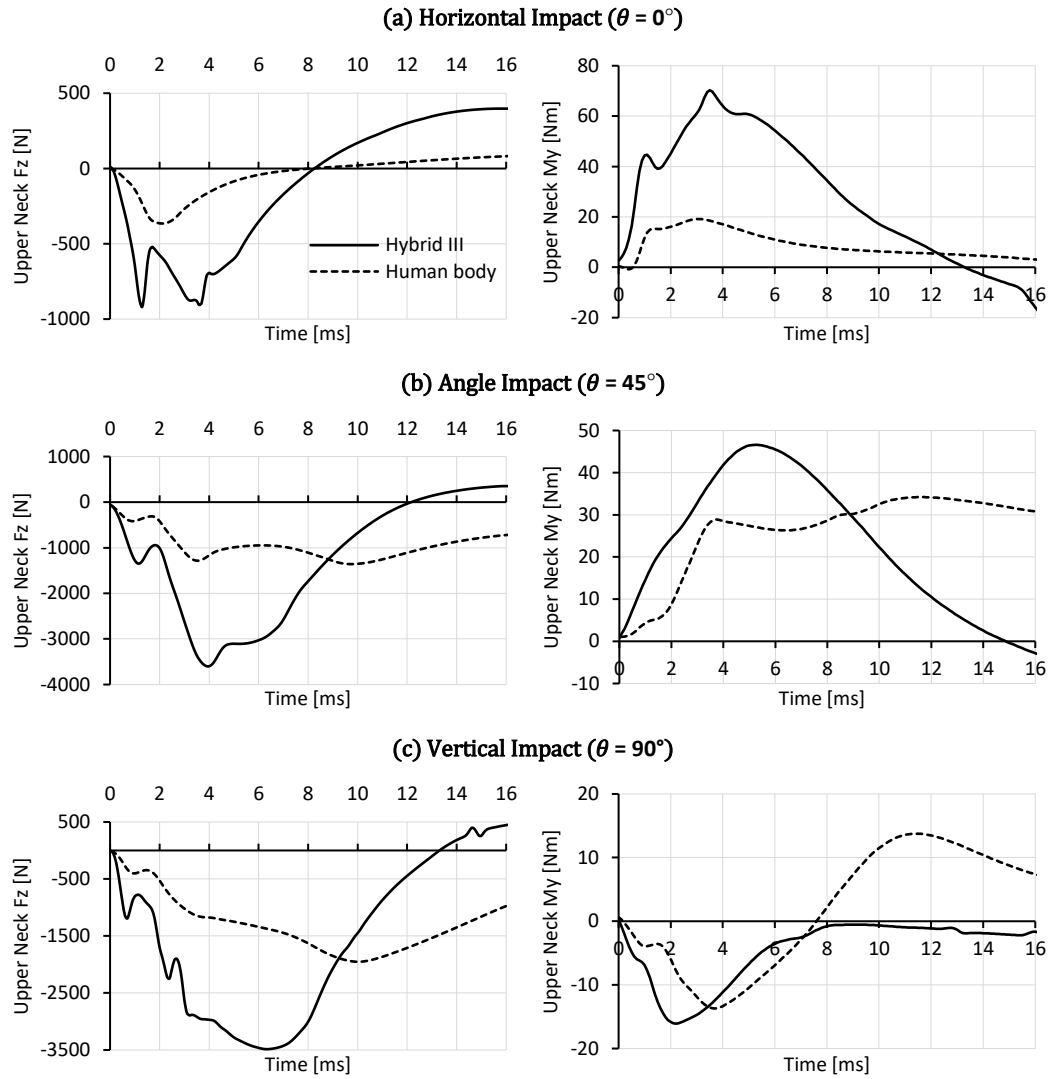 (a) Horizontal Impact (θ = 0°)
0 2 4 6 8 10 12 14 16
500
0
-500
-1000
Upper Neck Fz [N]
Hybrid III
Human body
Time [ms]
80
60
40
20
0
-20
Upper Neck My [Nm]
0 2 4 6 8 10 12 14 16
Time [ms]
(b) Angle Impact (θ = 45°)
0 2 4 6 8 10 12 14 16
1000
0
-1000
-2000
-3000
-4000
Upper Neck Fz [N]
Time [ms]
50
40
30
20
10
0
-10
Upper Neck My [Nm]
0 2 4 6 8 10 12 14 16
Time [ms]
(c) Vertical Impact (θ = 90°)
0 2 4 6 8 10 12 14 16
500
-500
-1500
-2500
-3500
Upper Neck Fz [N]
Time [ms]
20
10
0
-10
-20
Upper Neck My [Nm]
0 2 4 6 8 10 12 14 16
Time [ms]